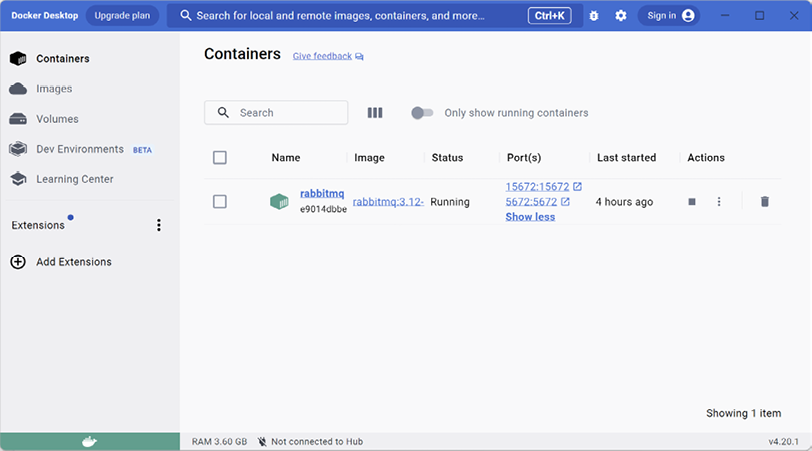 Docker Desktop Upgrade plan Search for local and remote images, containers, and more... Ctrl+K Sign in
Containers
Images
Volumes
Dev Environments BETA
Learning Center
Extensions
Add Extensions
Containers Give feedback
Search Only show running containers
Name Image Status Port(s) Last started Actions
rabbitmq
e9014dbbe
rabbitmq:3.12-
Running
15672:15672
5672:5672
Show less
4 hours ago
Showing 1 item
RAM 3.60 GB Not connected to Hub v4.20.1